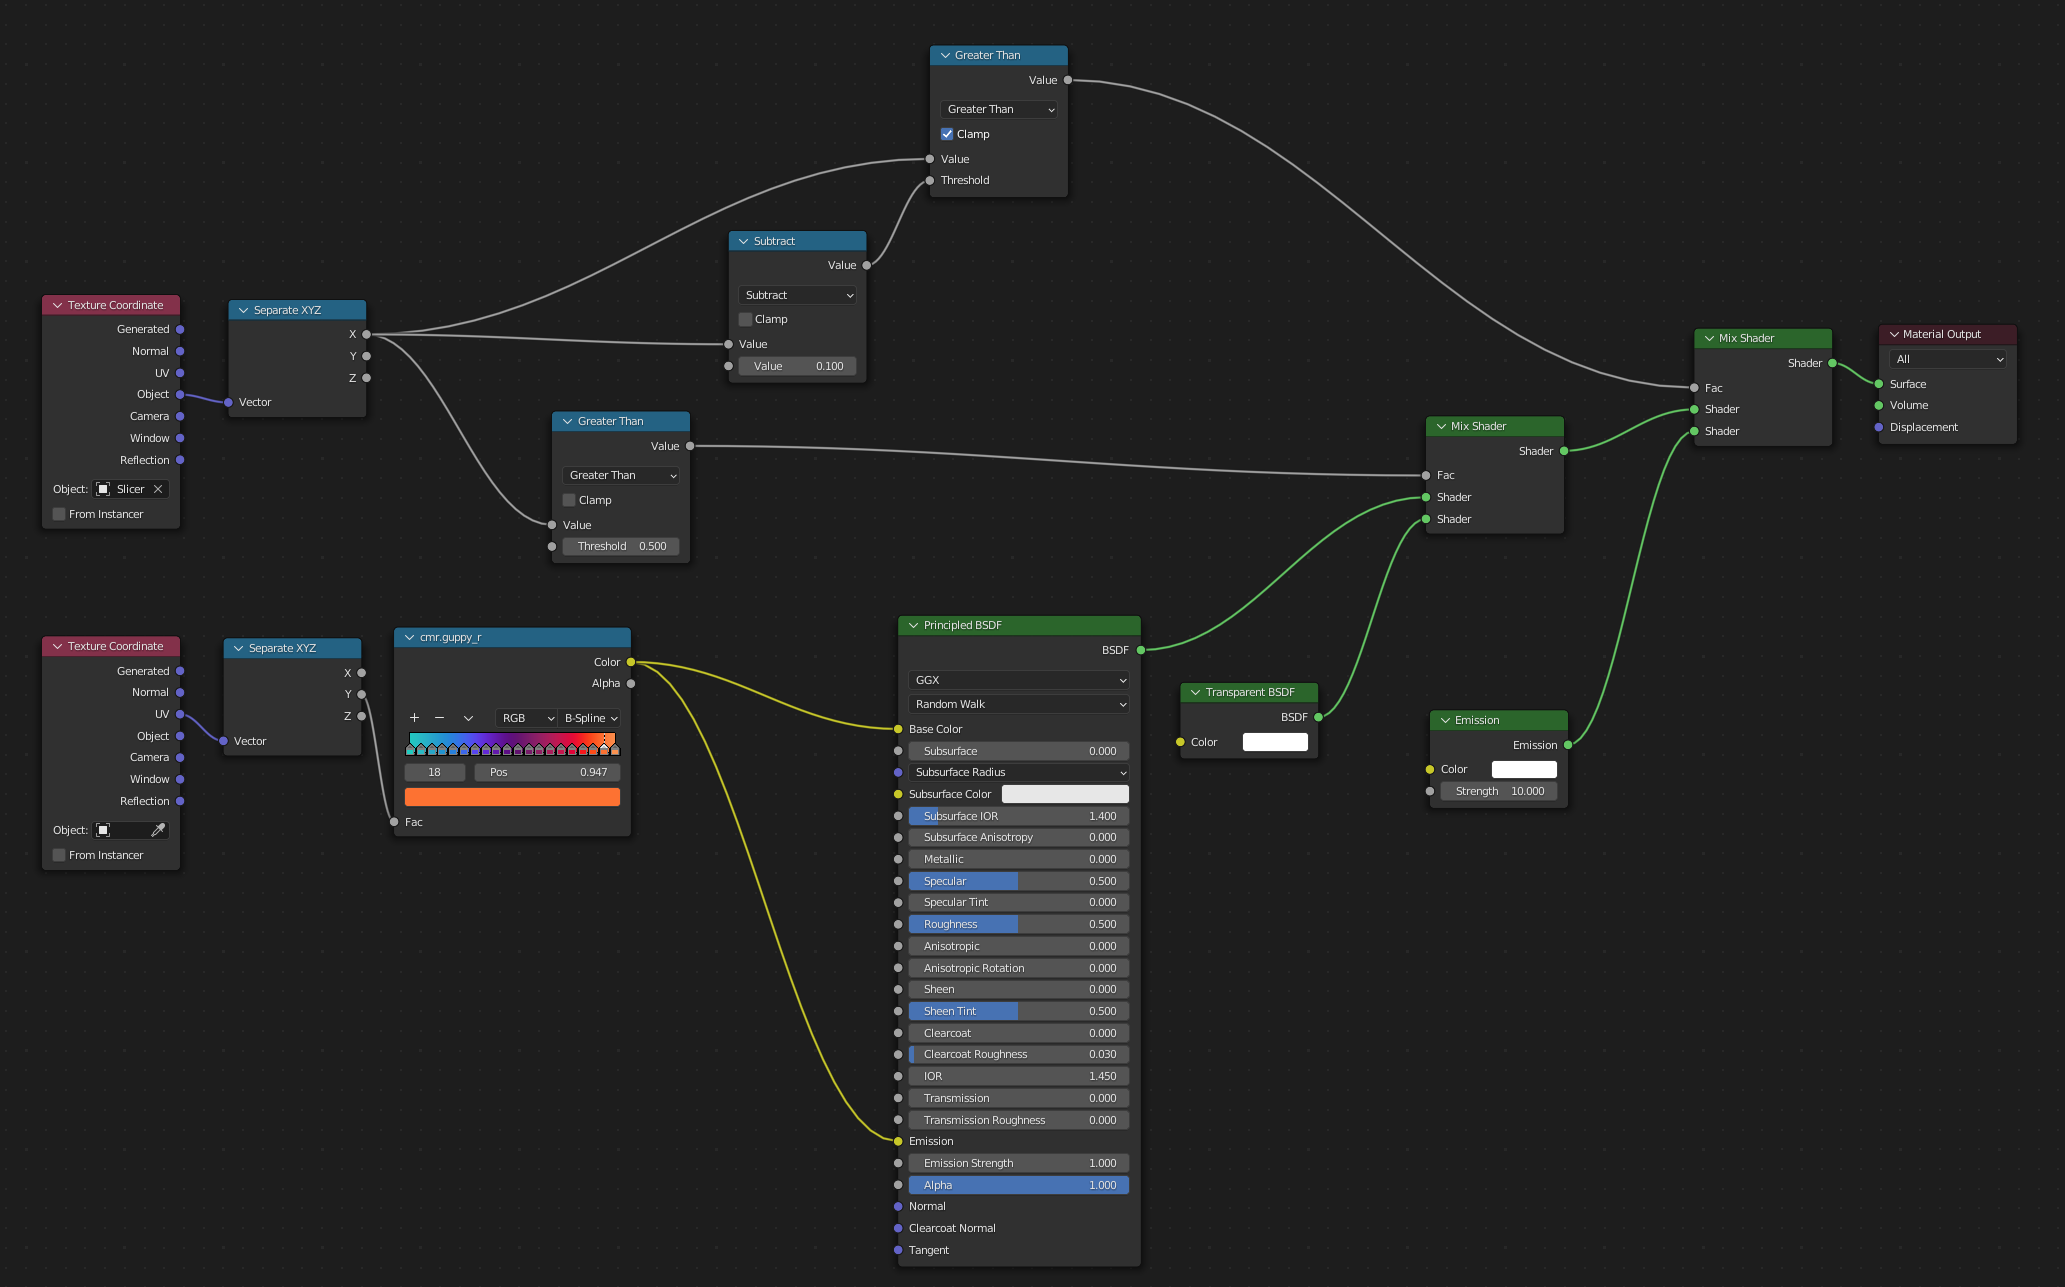 Greater Than
Value
Greater Than
Clamp
Value
Threshold
Subtract
Value
Subtract
Clamp
Value
Value 0.100
Texture Coordinate
Generated
Normal
UV
Object
Camera
Window
Reflection
Object: Slicer
From Instancer
Separate XYZ
X
Y
Z
Vector
Greater Than
Value
Greater Than
Clamp
Value
Threshold 0.500
Mix Shader
Shader
Fac
Shader
Shader
Mix Shader
Shader
Fac
Shader
Shader
Material Output
All
Surface
Volume
Displacement
Texture Coordinate
Generated
Normal
UV
Object
Camera
Window
Reflection
Object:
From Instancer
Separate XYZ
X
Y
Z
Vector
cmr.guppy_r
Color
Alpha
RGB B-Spline
18 Pos 0.947
Fac
Principled BSDF
BSDF
GGX
Random Walk
Base Color
Subsurface 0.000
Subsurface Radius
Subsurface Color
Subsurface IOR 1.400
Subsurface Anisotropy 0.000
Metallic 0.000
Specular 0.500
Specular Tint 0.000
Roughness 0.500
Anisotropic 0.000
Anisotropic Rotation 0.000
Sheen 0.000
Sheen Tint 0.500
Clearcoat 0.000
Clearcoat Roughness 0.030
IOR 1.450
Transmission 0.000
Transmission Roughness 0.000
Emission
Emission Strength 1.000
Alpha 1.000
Normal
Clearcoat Normal
Tangent
Transparent BSDF
BSDF
Color
Emission
Emission
Color
Strength 10.000